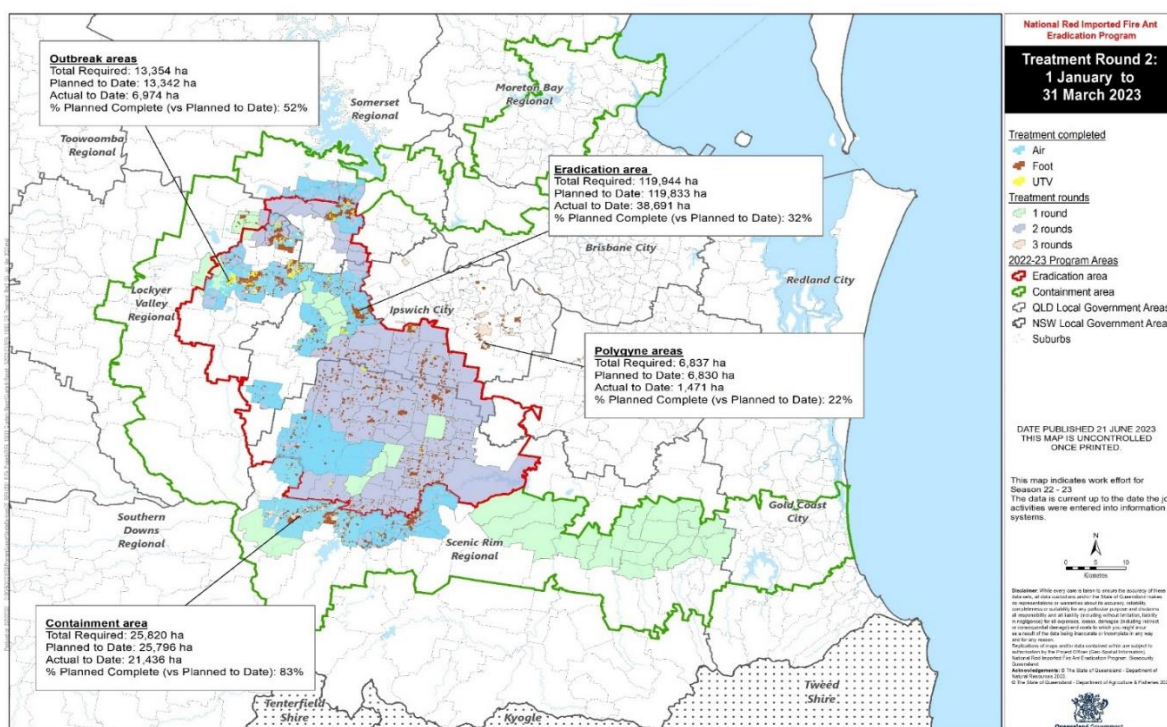 Outbreak areas
Total Required: 13,354 ha
Planned to Date: 13,342 ha
Actual to Date: 6,974 ha
% Planned Complete (vs Planned to Date): 52%
Moreton Bay
Regional
Somerset
Regional
Toowoomba
Regional
Eradication area
Total Required: 119,944 ha
Planned to Date: 119,833 ha
Actual to Date: 38,691 ha
% Planned Complete (vs Planned to Date): 32%
Brisbane City
Redland City
Lockyer
Valley
Regional
Ipswich City
Polygyne areas
Total Required: 6,837 ha
Planned to Date: 6,830 ha
Actual to Date: 1,471 ha
% Planned Complete (vs Planned to Date): 22%
Southern
Downs
Regional
Scenic Rim
Regional
Gold Coast
City
Containment area
Total Required: 25,820 ha
Planned to Date: 25,796 ha
Actual to Date: 21,436 ha
% Planned Complete (vs Planned to Date): 83%
Tenterfield
Shire
Kyogle
Tweed
Shire
National Red Imported Fire Ant
Eradication Program
Treatment Round 2:
1 January to
31 March 2023
Treatment completed
Air
Foot
UTV
Treatment rounds
1 round
2 rounds
3 rounds
2022-23 Program Areas
Eradication area
Containment area
QLD Local Government Areas
NSW Local Government Area
Suburbs
DATE PUBLISHED 21 JUNE 2023
THIS MAP IS UNCONTROLLED
ONCE PRINTED.
This map indicates work effort for
Season 22 - 23
The data is current up to the date the jo
activities were entered into information
systems.
N
0 5 10
Kilometres
Queensland Government